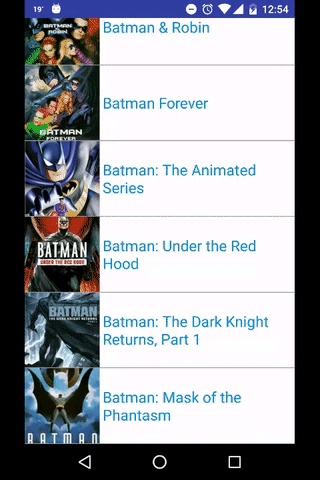 19°
12:54
BATMAN
& ROBIN
Batman & Robin
BATMAN
FOREVER
Batman Forever
Batman: The Animated
Series
BATMAN
UNDER THE RED HOOD
Batman: Under the Red
Hood
BATMAN
THE DARK KNIGHT RETURNS
Batman: The Dark Knight
Returns, Part 1
BATMAN
Batman: Mask of the
Phantasm